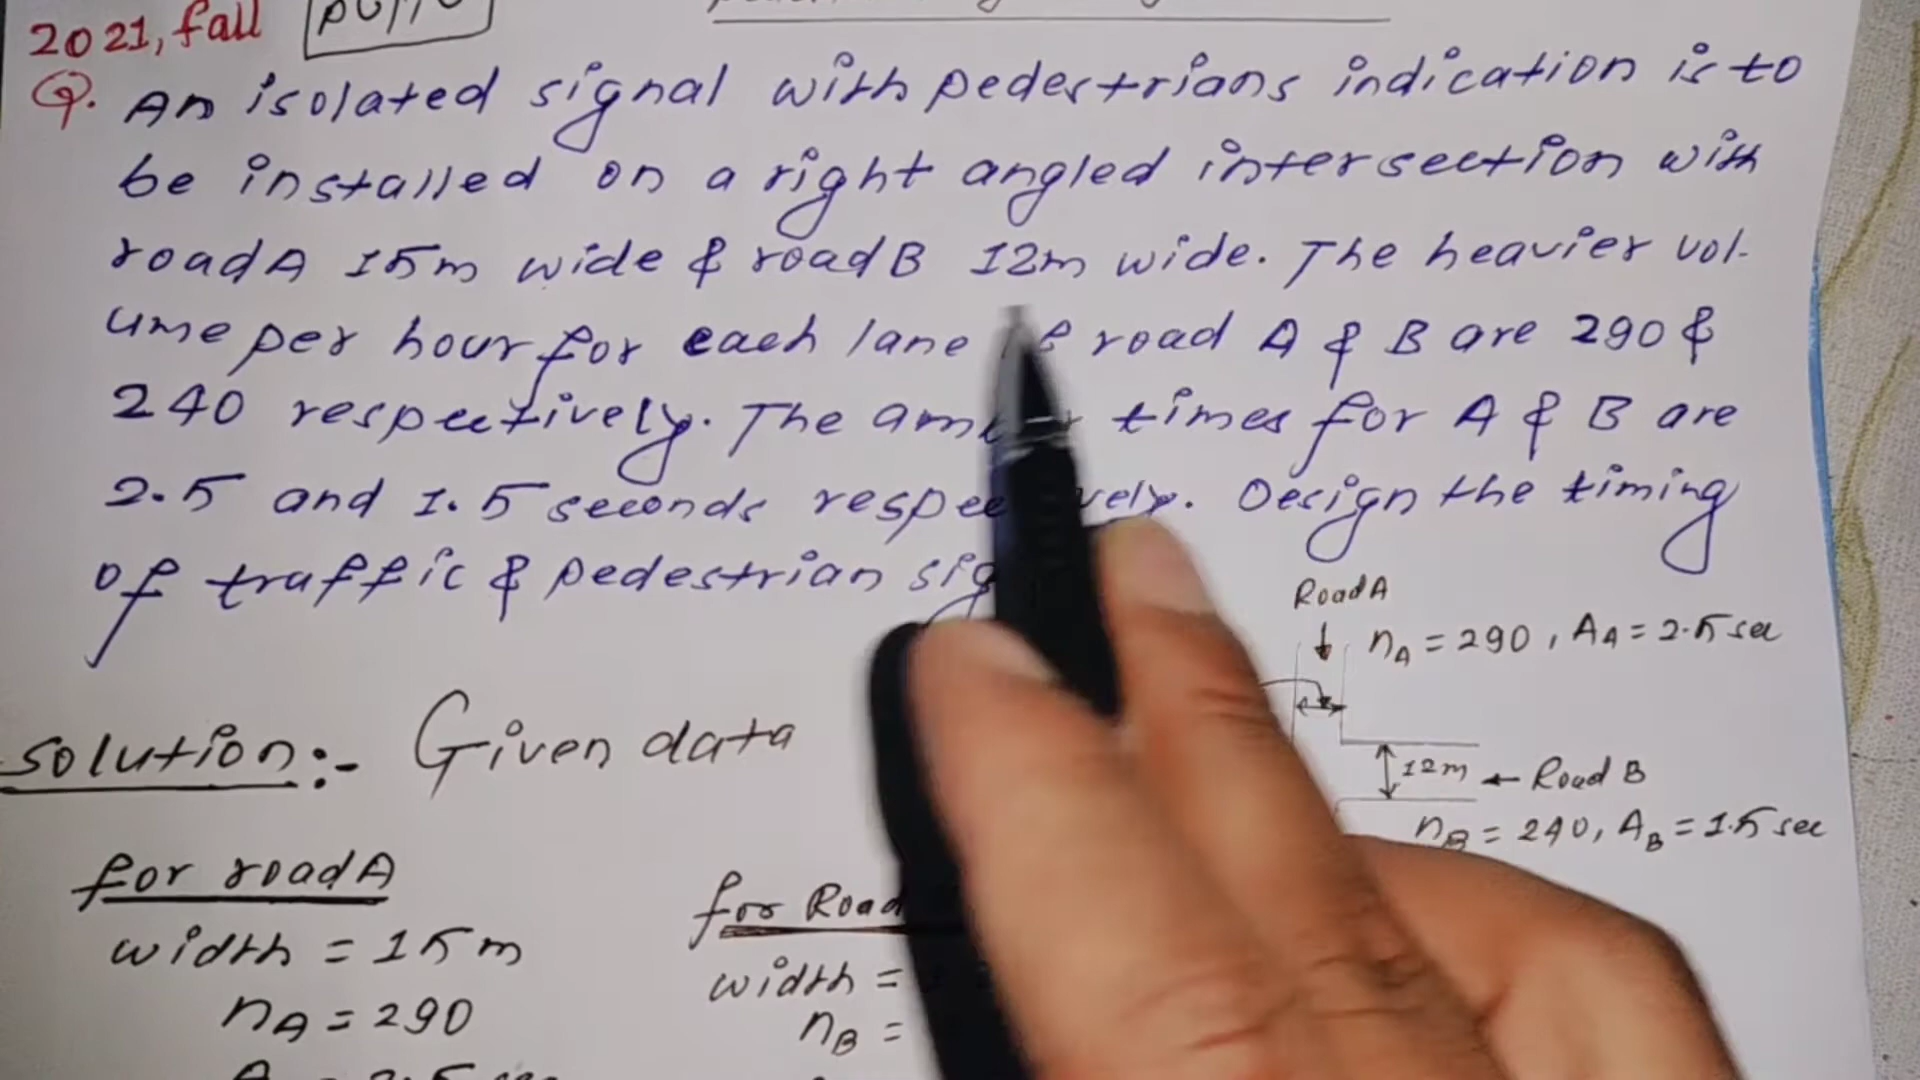 2021, fall
Q. An isolated signal with pedestrians indication is to
be installed on a right angled intersection with
road A 15m wide & road B 12m wide. The heavier vol-
ume per hour for each lane road A & B are 290 &
240 respectively. The times for A & B are
2.5 and 1.5 seconds Design the timing
of traffic & pedestrian
Road A
nA = 290, AA = 2.5 sec
12m ← Road B
nB = 240, AB = 1.5 sec
Solution:- Given data
for road A
width = 15m
nA = 290
for Road
width =
nB =